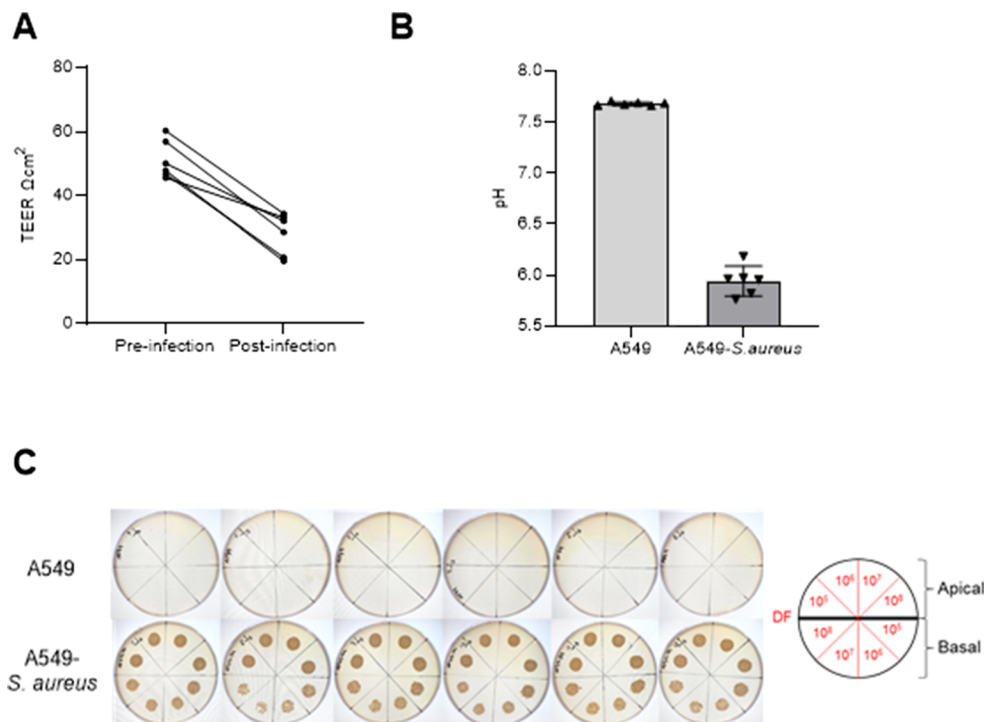 A
80
60
40
20
0
TEER Ωcm²
Pre-infection
Post-infection
B
8.0
7.5
7.0
6.5
6.0
5.5
pH
A549
A549-S.aureus
C
A549
A549-
S. aureus
DF
10⁵
10⁶
10⁷
10⁸
Apical
10⁸
10⁷
10⁶
10⁵
Basal